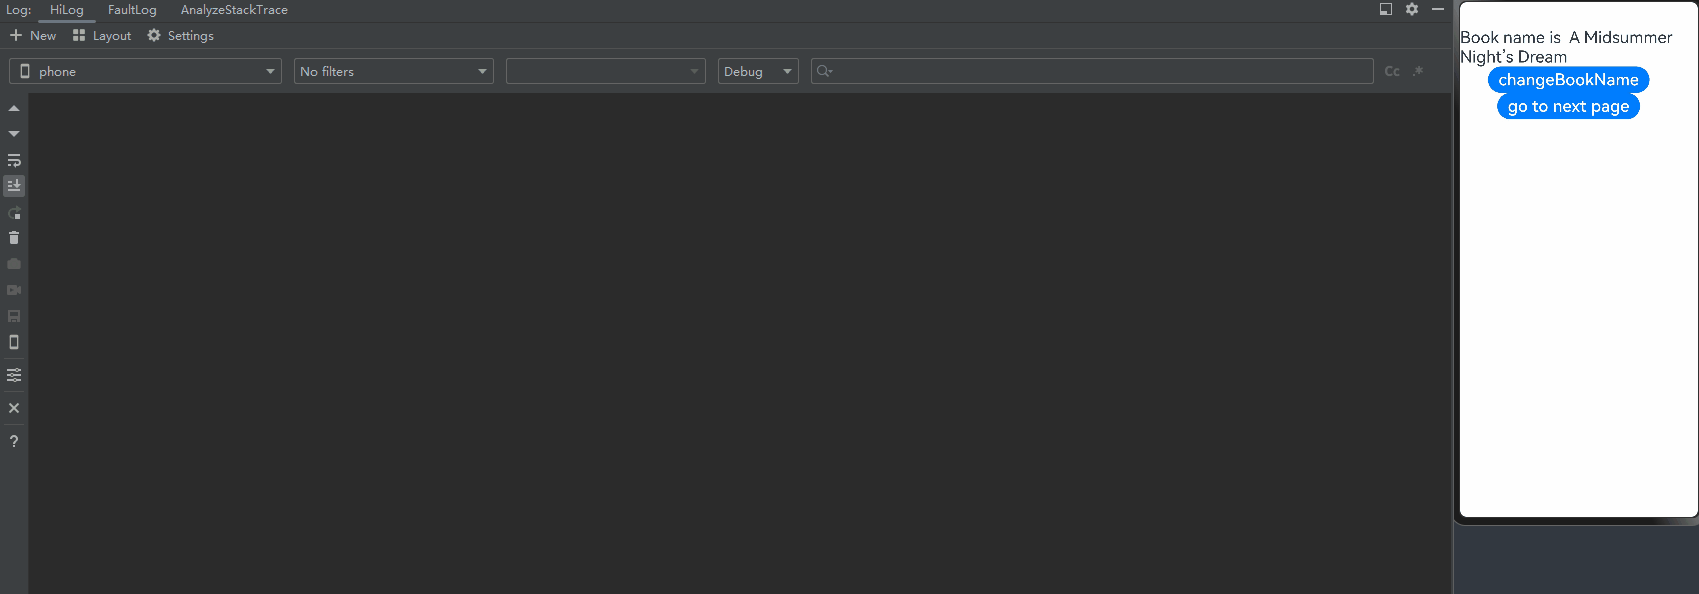 Log: HiLog FaultLog AnalyzeStackTrace
New Layout Settings
phone No filters Debug Cc .*
Book name is  A Midsummer
Night's Dream
changeBookName
go to next page
?